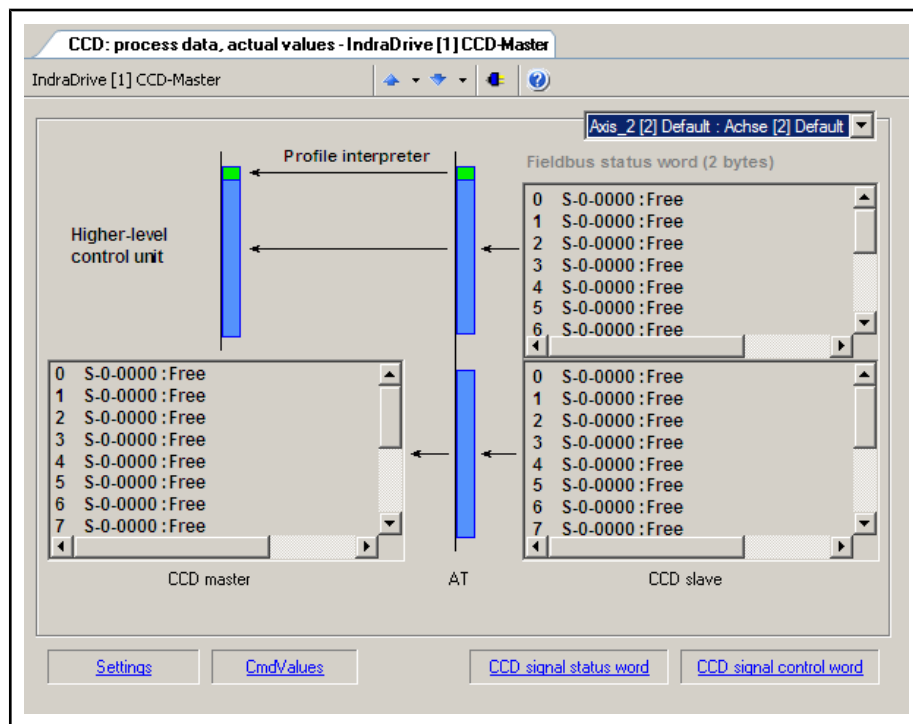 CCD: process data, actual values - IndraDrive [1] CCD-Master
IndraDrive [1] CCD-Master
Axis_2 [2] Default : Achse [2] Default
Profile interpreter
Fieldbus status word (2 bytes)
Higher-level
control unit
0 S-0-0000 : Free
1 S-0-0000 : Free
2 S-0-0000 : Free
3 S-0-0000 : Free
4 S-0-0000 : Free
5 S-0-0000 : Free
6 S-0-0000 : Free
0 S-0-0000 : Free
1 S-0-0000 : Free
2 S-0-0000 : Free
3 S-0-0000 : Free
4 S-0-0000 : Free
5 S-0-0000 : Free
6 S-0-0000 : Free
7 S-0-0000 : Free
0 S-0-0000 : Free
1 S-0-0000 : Free
2 S-0-0000 : Free
3 S-0-0000 : Free
4 S-0-0000 : Free
5 S-0-0000 : Free
6 S-0-0000 : Free
7 S-0-0000 : Free
CCD master
AT
CCD slave
Settings
CmdValues
CCD signal status word
CCD signal control word